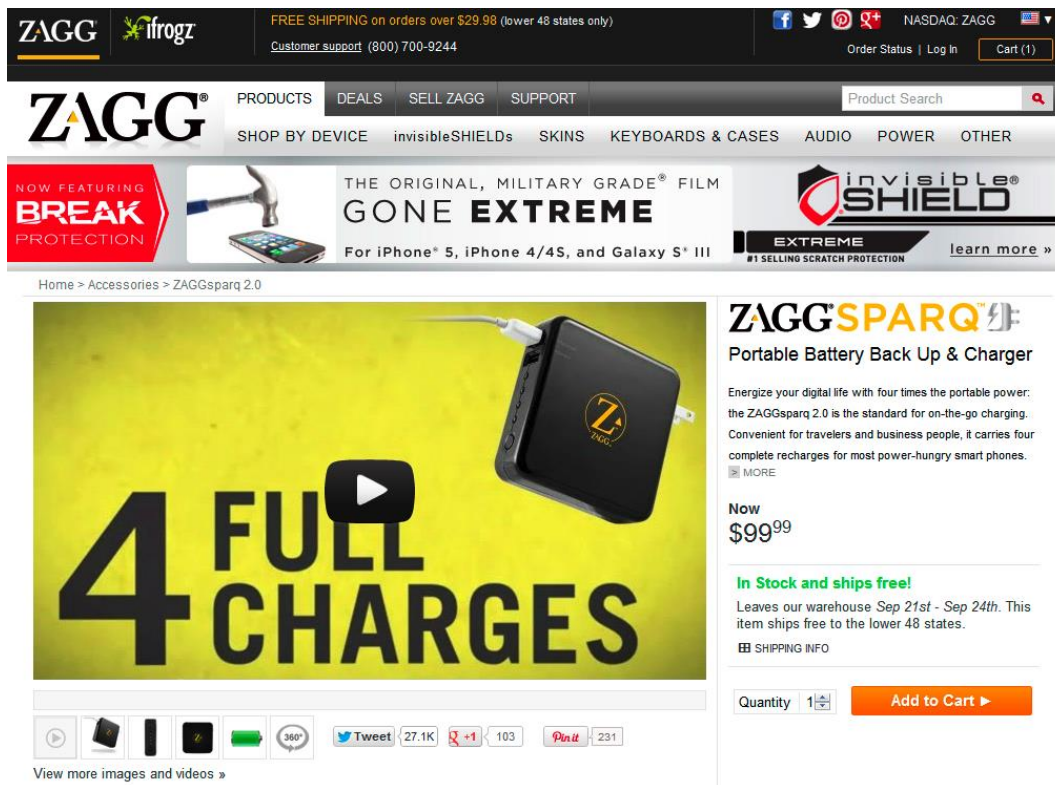 ZAGG ifrogz FREE SHIPPING on orders over $29.98 (lower 48 states only) NASDAQ: ZAGG
Customer support (800) 700-9244 Order Status | Log In Cart (1)
ZAGG® PRODUCTS DEALS SELL ZAGG SUPPORT Product Search
SHOP BY DEVICE invisibleSHIELDs SKINS KEYBOARDS & CASES AUDIO POWER OTHER
NOW FEATURING
BREAK
PROTECTION
THE ORIGINAL, MILITARY GRADE® FILM
GONE EXTREME
For iPhone® 5, iPhone 4/4S, and Galaxy S® III
invisible®
SHIELD
EXTREME
#1 SELLING SCRATCH PROTECTION
learn more »
Home > Accessories > ZAGGsparq 2.0
Z
ZAGG
4 FULL
CHARGES
ZAGG®SPARQ™
Portable Battery Back Up & Charger
Energize your digital life with four times the portable power:
the ZAGGsparq 2.0 is the standard for on-the-go charging.
Convenient for travelers and business people, it carries four
complete recharges for most power-hungry smart phones.
> MORE
Now
$9999
In Stock and ships free!
Leaves our warehouse Sep 21st - Sep 24th. This
item ships free to the lower 48 states.
SHIPPING INFO
Quantity 1 Add to Cart ►
360° Tweet 27.1K g +1 103 Pin it 231
View more images and videos »